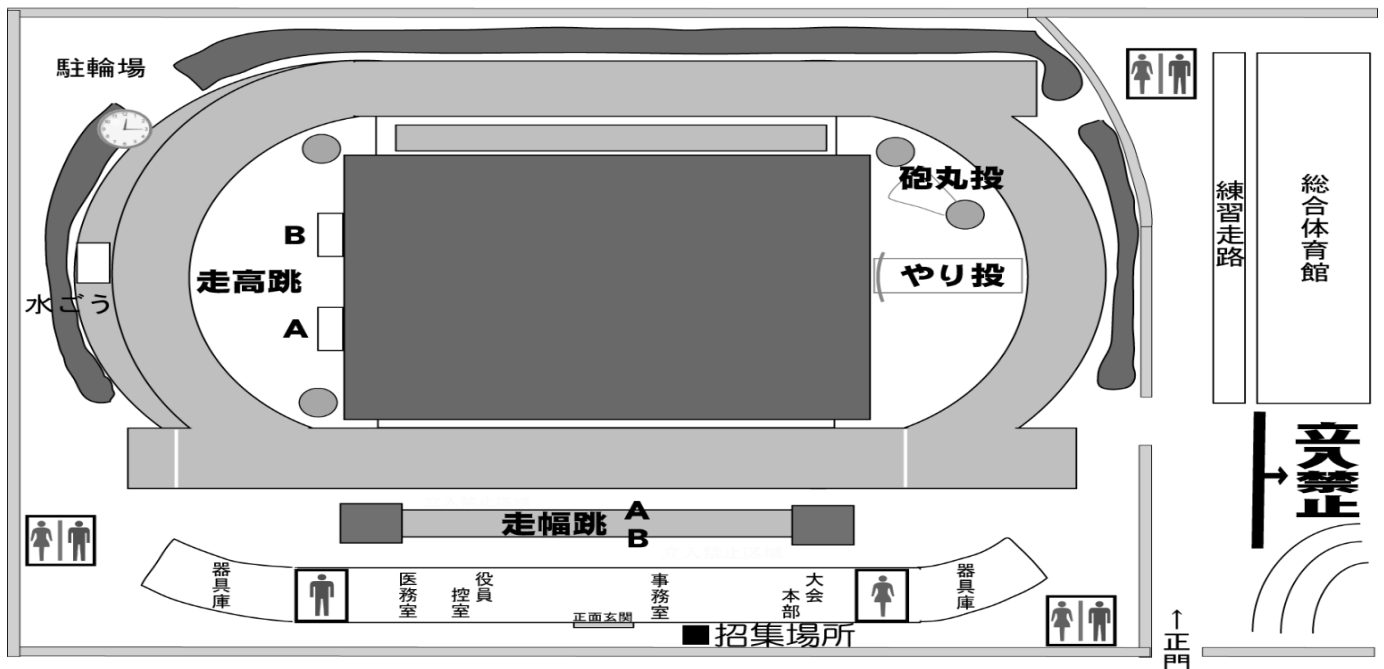 駐輪場
砲丸投
B
走高跳
やり投
水ごう
A
練習走路
総合体育館
立入禁止
走幅跳
A
B
器具庫
医務室
役員
控室
事務室
大会
本部
器具庫
正面玄関
■招集場所
↑正門